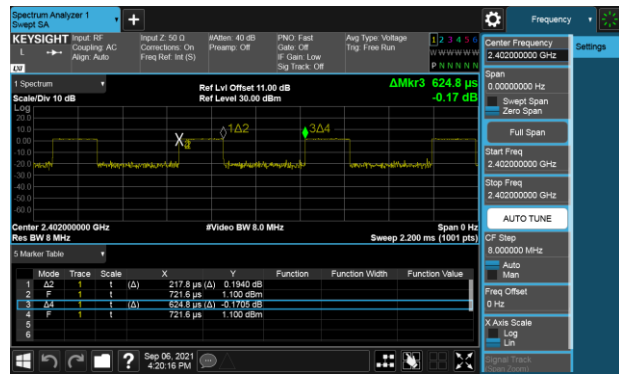 Spectrum Analyzer 1
Swept SA
Frequency
KEYSIGHT
Input: RF
Coupling: AC
Align: Auto
Input Z: 50 Ω
Corrections: On
Freq Ref: Int (S)
#Atten: 40 dB
Preamp: Off
PNO: Fast
Gate: Off
IF Gain: Low
Sig Track: Off
Avg Type: Voltage
Trig: Free Run
1 2 3 4 5 6
W W W W W W
P N N N N N
LXI
Center Frequency
2.402000000 GHz
Settings
1 Spectrum
Scale/Div 10 dB
Ref Lvl Offset 11.00 dB
Ref Level 30.00 dBm
ΔMkr3 624.8 µs
-0.17 dB
Log
20.0
10.0
0.00
-10.0
-20.0
-30.0
-40.0
-50.0
-60.0
1Δ2
3Δ4
Center 2.402000000 GHz
Res BW 8 MHz
#Video BW 8.0 MHz
Span 0 Hz
Sweep 2.200 ms (1001 pts)
Span
0.00000000 Hz
Swept Span
Zero Span
Full Span
Start Freq
2.402000000 GHz
Stop Freq
2.402000000 GHz
AUTO TUNE
CF Step
8.000000 MHz
Auto
Man
Freq Offset
0 Hz
X Axis Scale
Log
Lin
Signal Track
(Span Zoom)
5 Marker Table
Mode Trace Scale X Y Function Function Width Function Value
1 Δ2 1 t (Δ) 217.8 µs (Δ) 0.1940 dB
2 F 1 t 721.6 µs 1.100 dBm
3 Δ4 1 t (Δ) 624.8 µs (Δ) -0.1705 dB
4 F 1 t 721.6 µs 1.100 dBm
5
6
Sep 06, 2021
4:20:16 PM